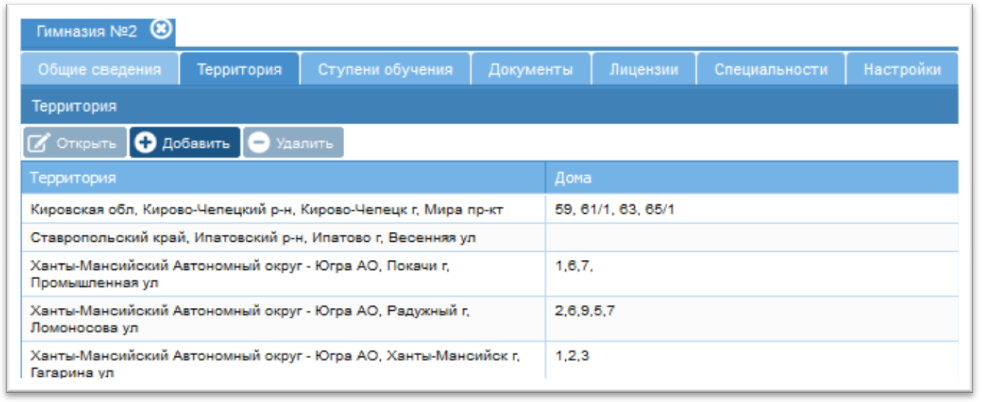 Гимназия №2
Общие сведения Территория Ступени обучения Документы Лицензии Специальности Настройки
Территория
Открыть Добавить Удалить
Территория Дома
Кировская обл, Кирово-Чепецкий р-н, Кирово-Чепецк г, Мира пр-кт 59, 61/1, 63, 65/1
Ставропольский край, Ипатовский р-н, Ипатово г, Весенняя ул
Ханты-Мансийский Автономный округ - Югра АО, Покачи г, 1,6,7,
Промышленная ул
Ханты-Мансийский Автономный округ - Югра АО, Радужный г, 2,6,9,5,7
Ломоносова ул
Ханты-Мансийский Автономный округ - Югра АО, Ханты-Мансийск г, 1,2,3
Гагарина ул